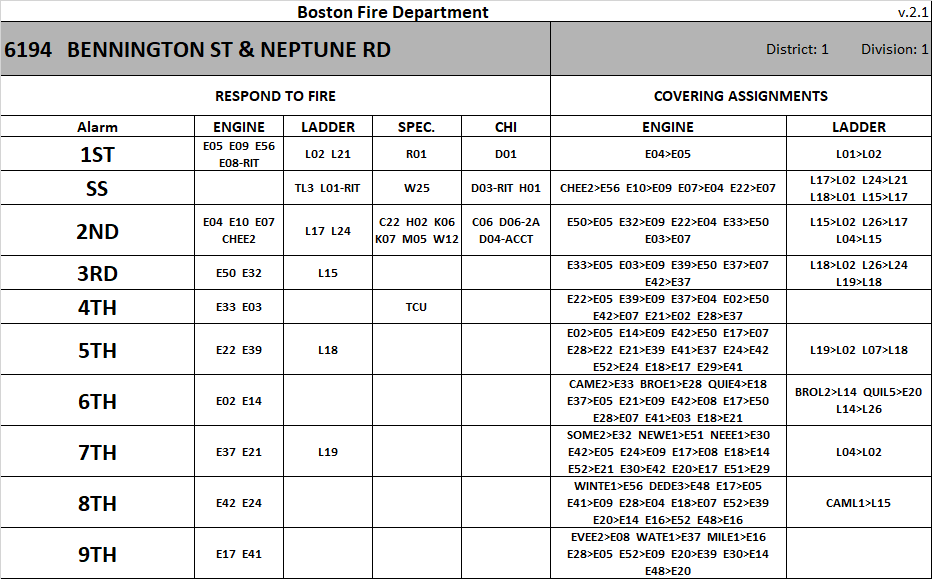 Boston Fire Department v.2.1
6194 BENNINGTON ST & NEPTUNE RD District: 1 Division: 1
RESPOND TO FIRE COVERING ASSIGNMENTS
Alarm ENGINE LADDER SPEC. CHI ENGINE LADDER
1ST
E05 E09 E56
E08-RIT
L02 L21
R01
D01
E04>E05
L01>L02
SS
TL3 L01-RIT
W25
D03-RIT H01
CHEE2>E56 E10>E09 E07>E04 E22>E07
L17>L02 L24>L21
L18>L01 L15>L17
2ND
E04 E10 E07
CHEE2
L17 L24
C22 H02 K06
K07 M05 W12
C06 D06-2A
D04-ACCT
E50>E05 E32>E09 E22>E04 E33>E50
E03>E07
L15>L02 L26>L17
L04>L15
3RD
E50 E32
L15
E33>E05 E03>E09 E39>E50 E37>E07
E42>E37
L18>L02 L26>L24
L19>L18
4TH
E33 E03
TCU
E22>E05 E39>E09 E37>E04 E02>E50
E42>E07 E21>E02 E28>E37
5TH
E22 E39
L18
E02>E05 E14>E09 E42>E50 E17>E07
E28>E22 E21>E39 E41>E37 E24>E42
E52>E24 E18>E17 E29>E41
L19>L02 L07>L18
6TH
E02 E14
CAME2>E33 BROE1>E28 QUIE4>E18
E37>E05 E21>E09 E42>E08 E17>E50
E28>E07 E41>E03 E18>E21
BROL2>L14 QUIL5>E20
L14>L26
7TH
E37 E21
L19
SOME2>E32 NEWE1>E51 NEEE1>E30
E42>E05 E24>E09 E17>E08 E18>E14
E52>E21 E30>E42 E20>E17 E51>E29
L04>L02
8TH
E42 E24
WINTE1>E56 DEDE3>E48 E17>E05
E41>E09 E28>E04 E18>E07 E52>E39
E20>E14 E16>E52 E48>E16
CAML1>L15
9TH
E17 E41
EVEE2>E08 WATE1>E37 MILE1>E16
E28>E05 E52>E09 E20>E39 E30>E14
E48>E20